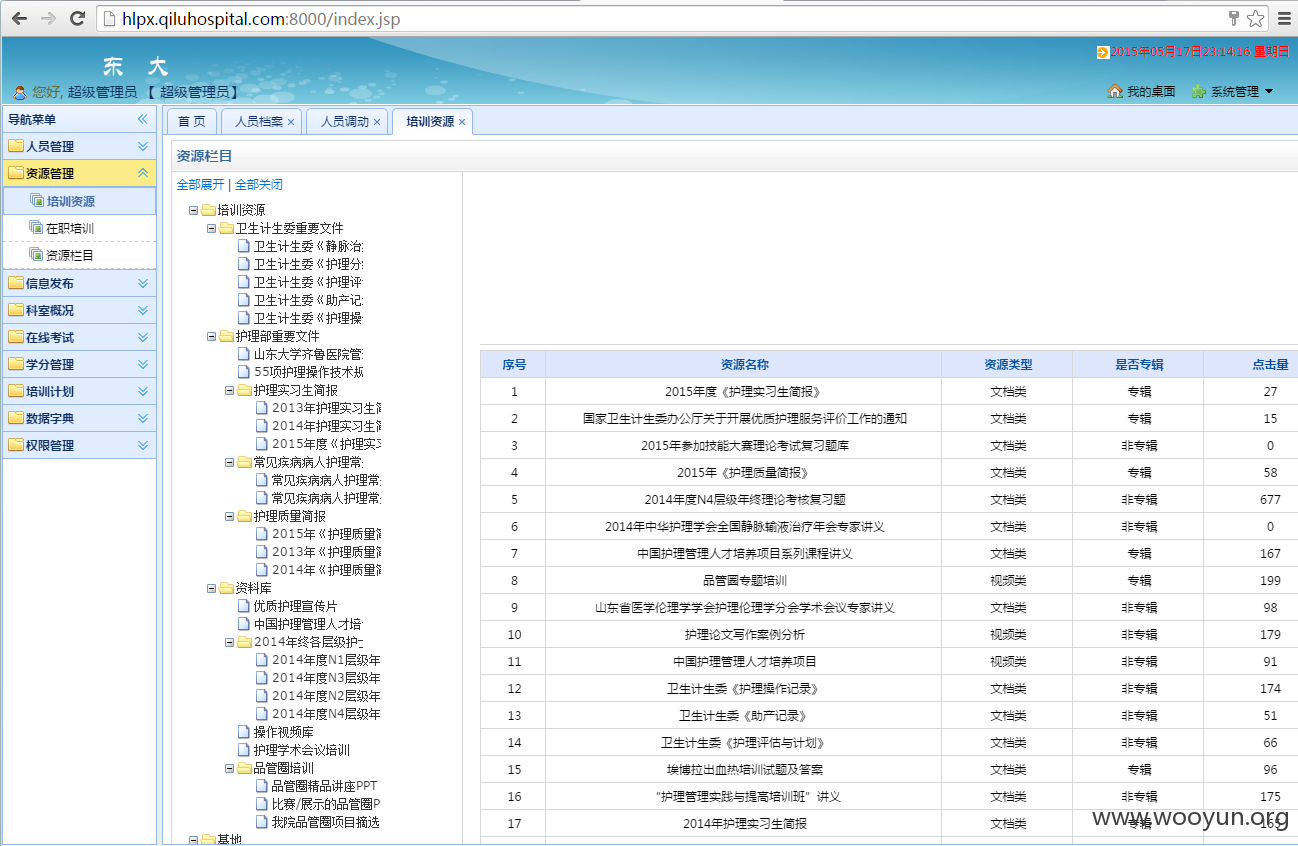 hlpx.qiluhospital.com:8000/index.jsp
2015年05月17日23:14:16 星期日
东 大
您好, 超级管理员 【 超级管理员】
我的桌面 系统管理
导航菜单
人员管理
资源管理
培训资源
在职培训
资源栏目
信息发布
科室概况
在线考试
学分管理
培训计划
数据字典
权限管理
首 页 人员档案 × 人员调动 × 培训资源 ×
资源栏目
全部展开 | 全部关闭
培训资源
卫生计生委重要文件
卫生计生委《静脉治
卫生计生委《护理分
卫生计生委《护理评
卫生计生委《助产记
卫生计生委《护理操
护理部重要文件
山东大学齐鲁医院管
55项护理操作技术规
护理实习生简报
2013年护理实习生简
2014年护理实习生简
2015年度《护理实习
常见疾病病人护理常
常见疾病病人护理常
常见疾病病人护理常
护理质量简报
2015年《护理质量简
2013年《护理质量简
2014年《护理质量简
资料库
优质护理宣传片
中国护理管理人才培
2014年终各层级护
2014年度N1层级年
2014年度N3层级年
2014年度N2层级年
2014年度N4层级年
操作视频库
护理学术会议培训
品管圈培训
品管圈精品讲座PPT
比赛/展示的品管圈P
我院品管圈项目摘选
基地
序号 资源名称 资源类型 是否专辑 点击量
1 2015年度《护理实习生简报》 文档类 专辑 27
2 国家卫生计生委办公厅关于开展优质护理服务评价工作的通知 文档类 专辑 15
3 2015年参加技能大赛理论考试复习题库 文档类 非专辑 0
4 2015年《护理质量简报》 文档类 专辑 58
5 2014年度N4层级年终理论考核复习题 文档类 非专辑 677
6 2014年中华护理学会全国静脉输液治疗年会专家讲义 文档类 非专辑 0
7 中国护理管理人才培养项目系列课程讲义 文档类 专辑 167
8 品管圈专题培训 视频类 专辑 199
9 山东省医学伦理学学会护理伦理学分会学术会议专家讲义 文档类 非专辑 98
10 护理论文写作案例分析 视频类 非专辑 179
11 中国护理管理人才培养项目 视频类 非专辑 91
12 卫生计生委《护理操作记录》 文档类 非专辑 174
13 卫生计生委《助产记录》 文档类 非专辑 51
14 卫生计生委《护理评估与计划》 文档类 非专辑 66
15 埃博拉出血热培训试题及答案 文档类 专辑 96
16 “护理管理实践与提高培训班”讲义 文档类 非专辑 175
17 2014年护理实习生简报 文档类 专辑 165
www.wooyun.org